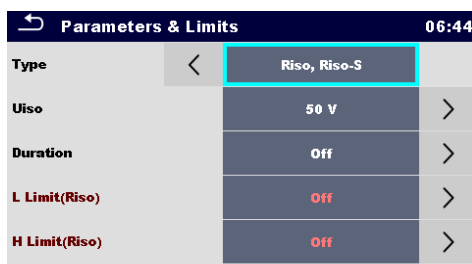 Parameters & Limits 06:44
Type Riso, Riso-S
Uiso 50 V
Duration Off
L Limit(Riso) Off
H Limit(Riso) Off